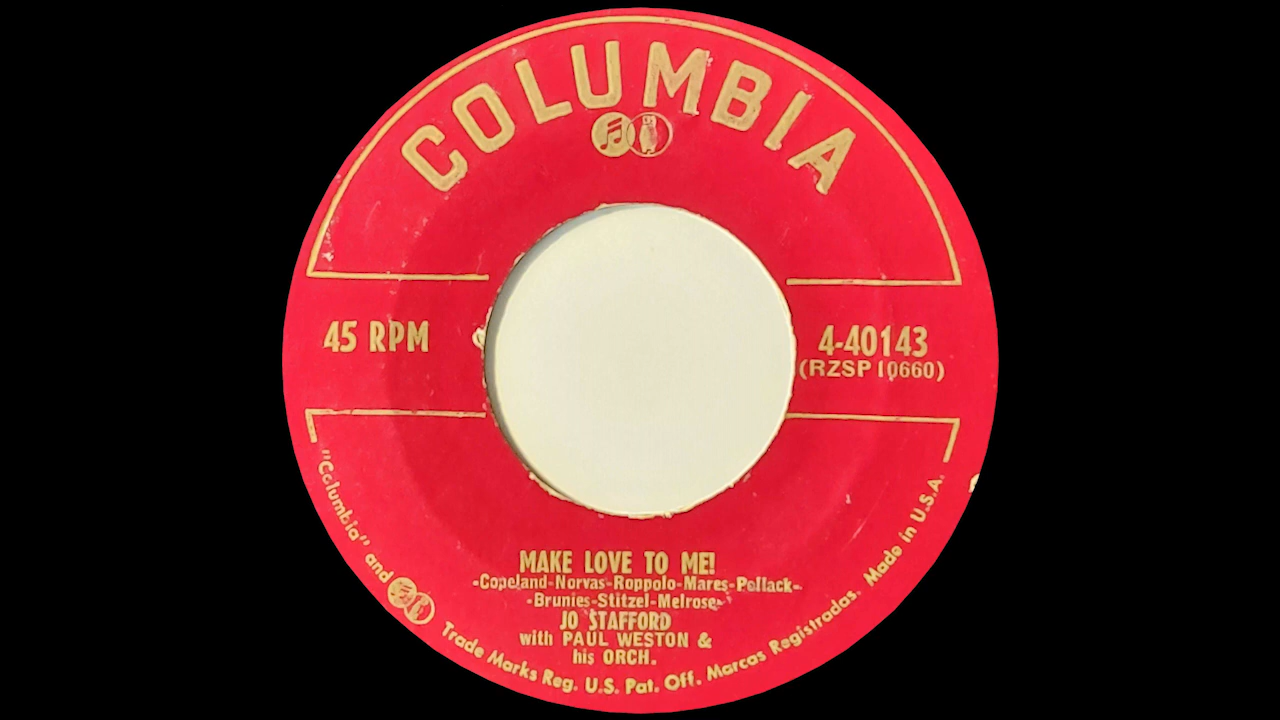 COLUMBIA
45 RPM
4-40143
(RZSP 10660)
MAKE LOVE TO ME!
-Copeland-Norvas-Roppolo-Mares-Pollack-
-Brunies-Stitzel-Melrose-
JO STAFFORD
with PAUL WESTON &
his ORCH.
"Columbia" and Trade Marks Reg. U.S. Pat. Off. Marcas Registradas. Made in U.S.A.